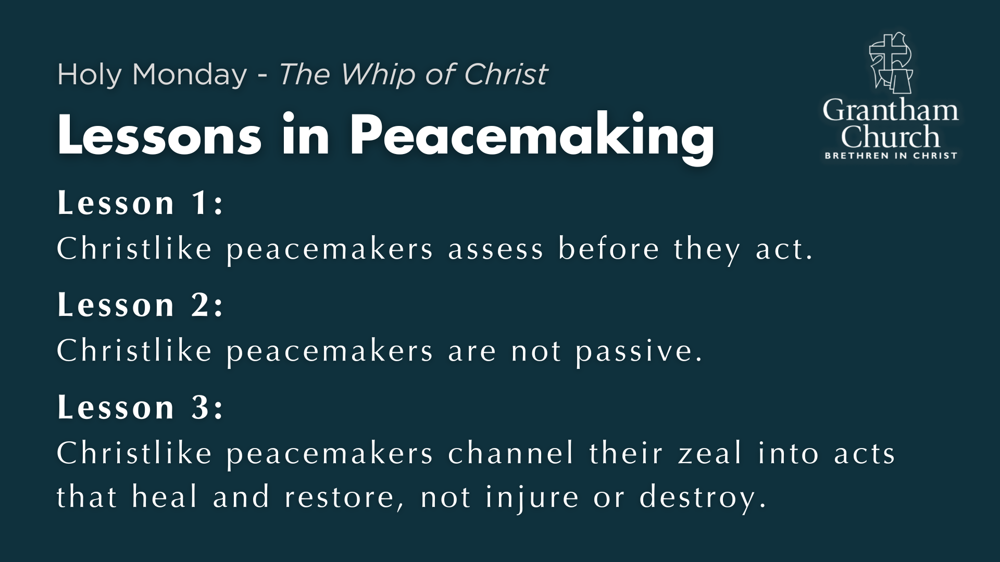 Holy Monday - The Whip of Christ
Lessons in Peacemaking
Grantham
Church
BRETHREN IN CHRIST
Lesson 1:
Christlike peacemakers assess before they act.
Lesson 2:
Christlike peacemakers are not passive.
Lesson 3:
Christlike peacemakers channel their zeal into acts
that heal and restore, not injure or destroy.